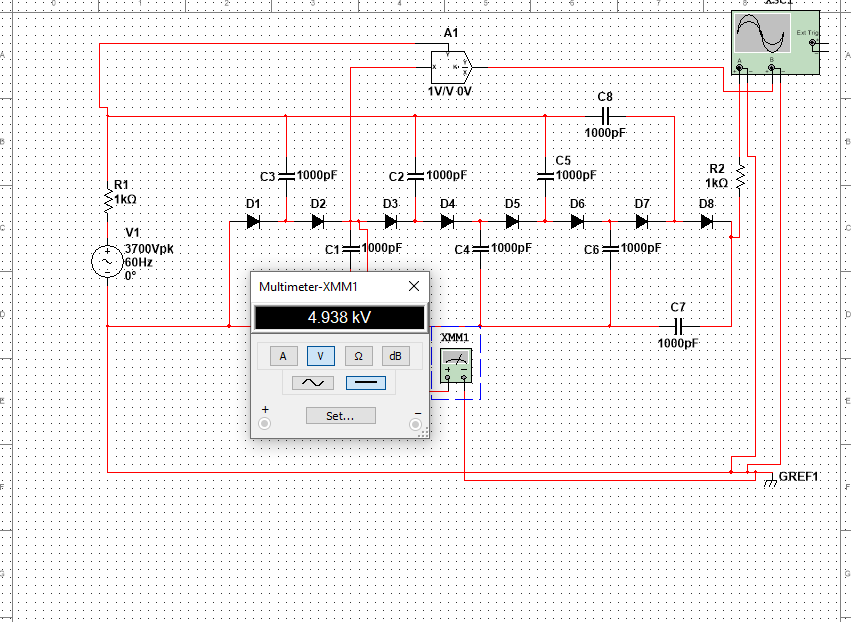 0
2
3
4
5
6
8
XSC1
A1
Ext Trig
A
B
1V/V 0V
C8
1000pF
C3
1000pF
C2
1000pF
C5
1000pF
R2
1kΩ
R1
1kΩ
D1
D2
D3
D4
D5
D6
D7
D8
V1
3700Vpk
60Hz
0°
C1
1000pF
C4
1000pF
C6
1000pF
Multimeter-XMM1
4.938 kV
A
V
Ω
dB
+
Set...
−
C7
1000pF
XMM1
GREF1